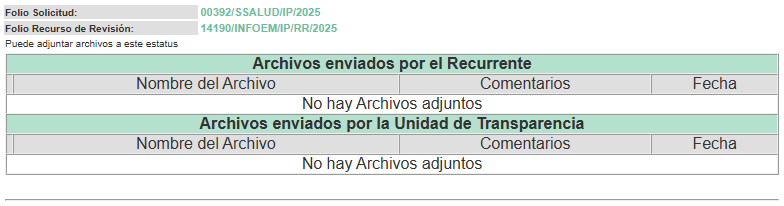 Folio Solicitud: 00392/SSALUD/IP/2025
Folio Recurso de Revisión: 14190/INFOEM/IP/RR/2025
Puede adjuntar archivos a este estatus
Archivos enviados por el Recurrente
Nombre del Archivo Comentarios Fecha
No hay Archivos adjuntos
Archivos enviados por la Unidad de Transparencia
Nombre del Archivo Comentarios Fecha
No hay Archivos adjuntos